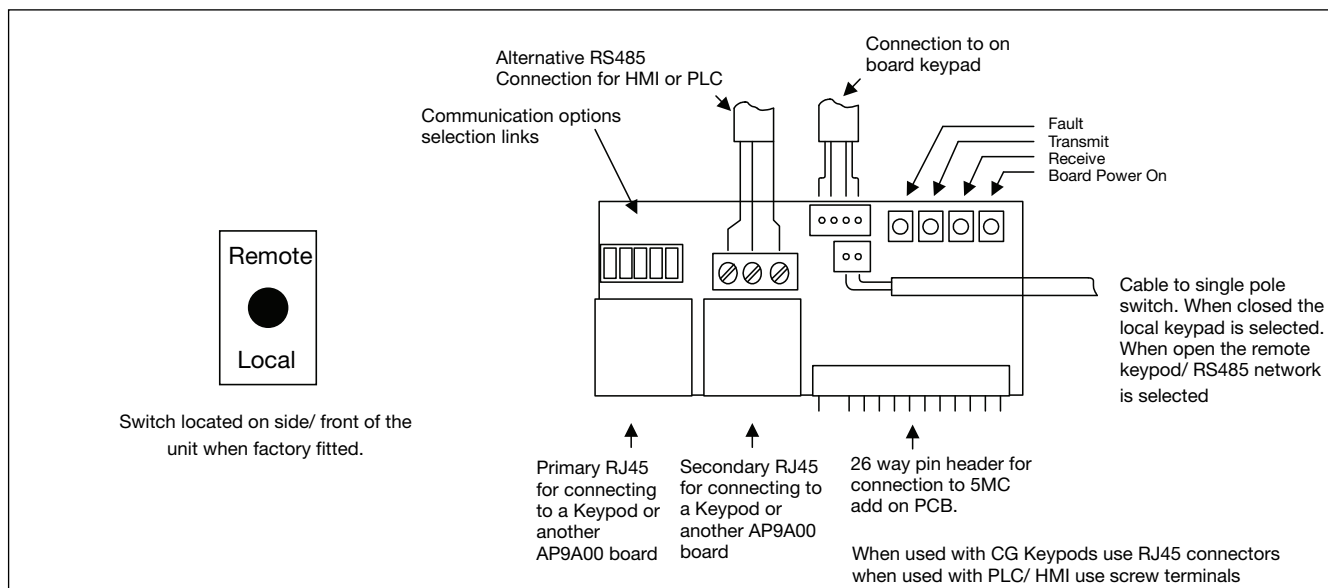 Alternative RS485
Connection for HMI or PLC
Communication options
selection links
Connection to on
board keypad
Fault
Transmit
Receive
Board Power On
Remote
Local
Switch located on side/ front of the
unit when factory fitted.
Cable to single pole
switch. When closed the
local keypad is selected.
When open the remote
keypod/ RS485 network
is selected
Primary RJ45
for connecting
to a Keypod or
another
AP9A00 board
Secondary RJ45
for connecting to
a Keypod or
another AP9A00
board
26 way pin header for
connection to 5MC
add on PCB.
When used with CG Keypods use RJ45 connectors
when used with PLC/ HMI use screw terminals